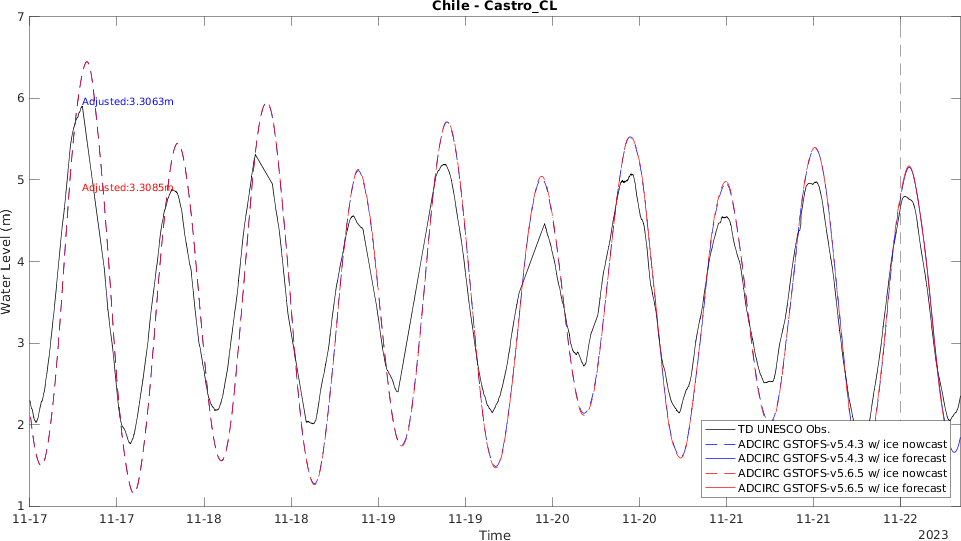 Chile - Castro_CL
7
6
5
4
3
2
1
Water Level (m)
Adjusted:3.3063m
Adjusted:3.3085m
TD UNESCO Obs.
ADCIRC GSTOFS-v5.4.3 w/ ice nowcast
ADCIRC GSTOFS-v5.4.3 w/ ice forecast
ADCIRC GSTOFS-v5.6.5 w/ ice nowcast
ADCIRC GSTOFS-v5.6.5 w/ ice forecast
11-17 11-17 11-18 11-18 11-19 11-19 11-20 11-20 11-21 11-21 11-22
Time
2023